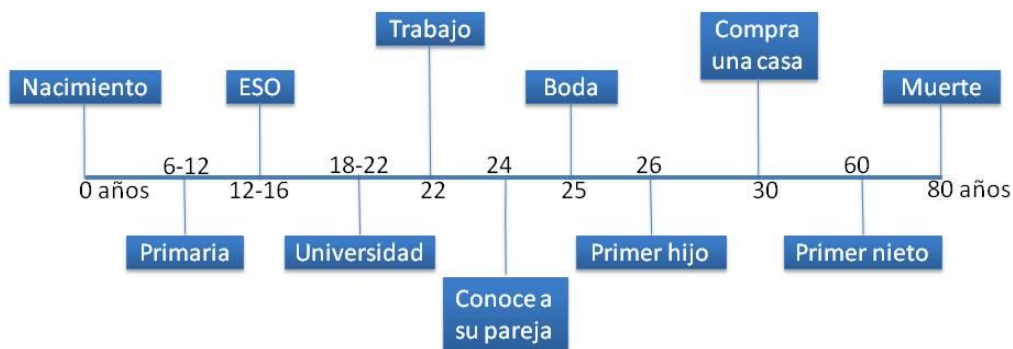 Trabajo
Compra
una casa
Nacimiento
ESO
Boda
Muerte
6-12
18-22
24
26
60
0 años
12-16
22
25
30
80 años
Primaria
Universidad
Primer hijo
Primer nieto
Conoce a
su pareja